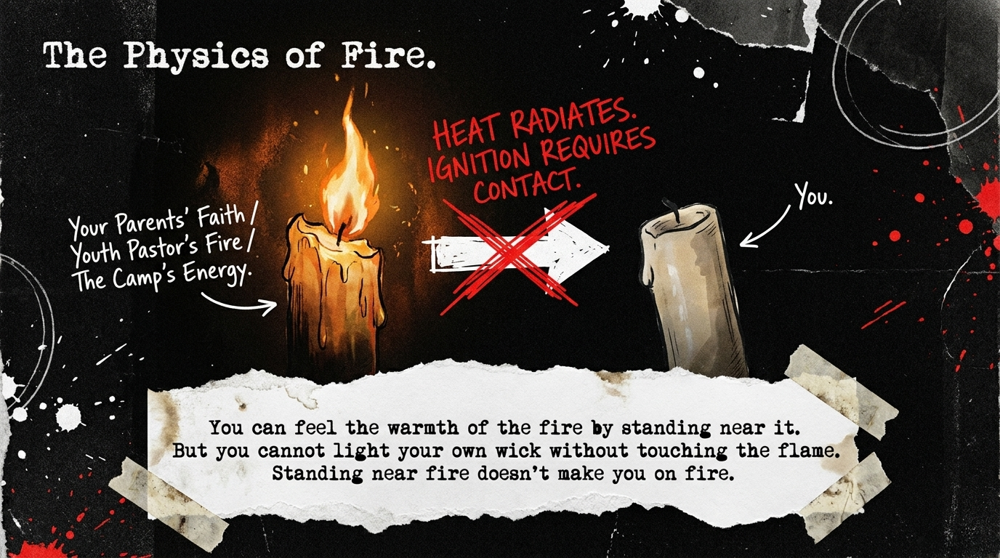 The Physics of Fire.
HEAT RADIATES.
IGNITION REQUIRES
CONTACT.
Your Parents' Faith /
Youth Pastor's Fire /
The Camp's Energy.
You.
You can feel the warmth of the fire by standing near it.
But you cannot light your own wick without touching the flame.
Standing near fire doesn't make you on fire.